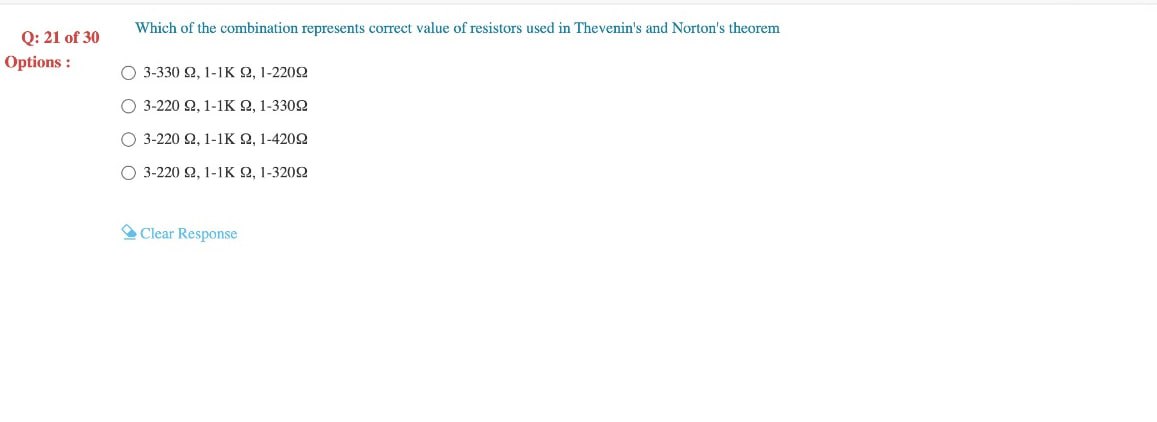 Q: 21 of 30
Which of the combination represents correct value of resistors used in Thevenin's and Norton's theorem
Options :
3-330 Ω, 1-1K Ω, 1-220Ω
3-220 Ω, 1-1K Ω, 1-330Ω
3-220 Ω, 1-1K Ω, 1-420Ω
3-220 Ω, 1-1K Ω, 1-320Ω
Clear Response